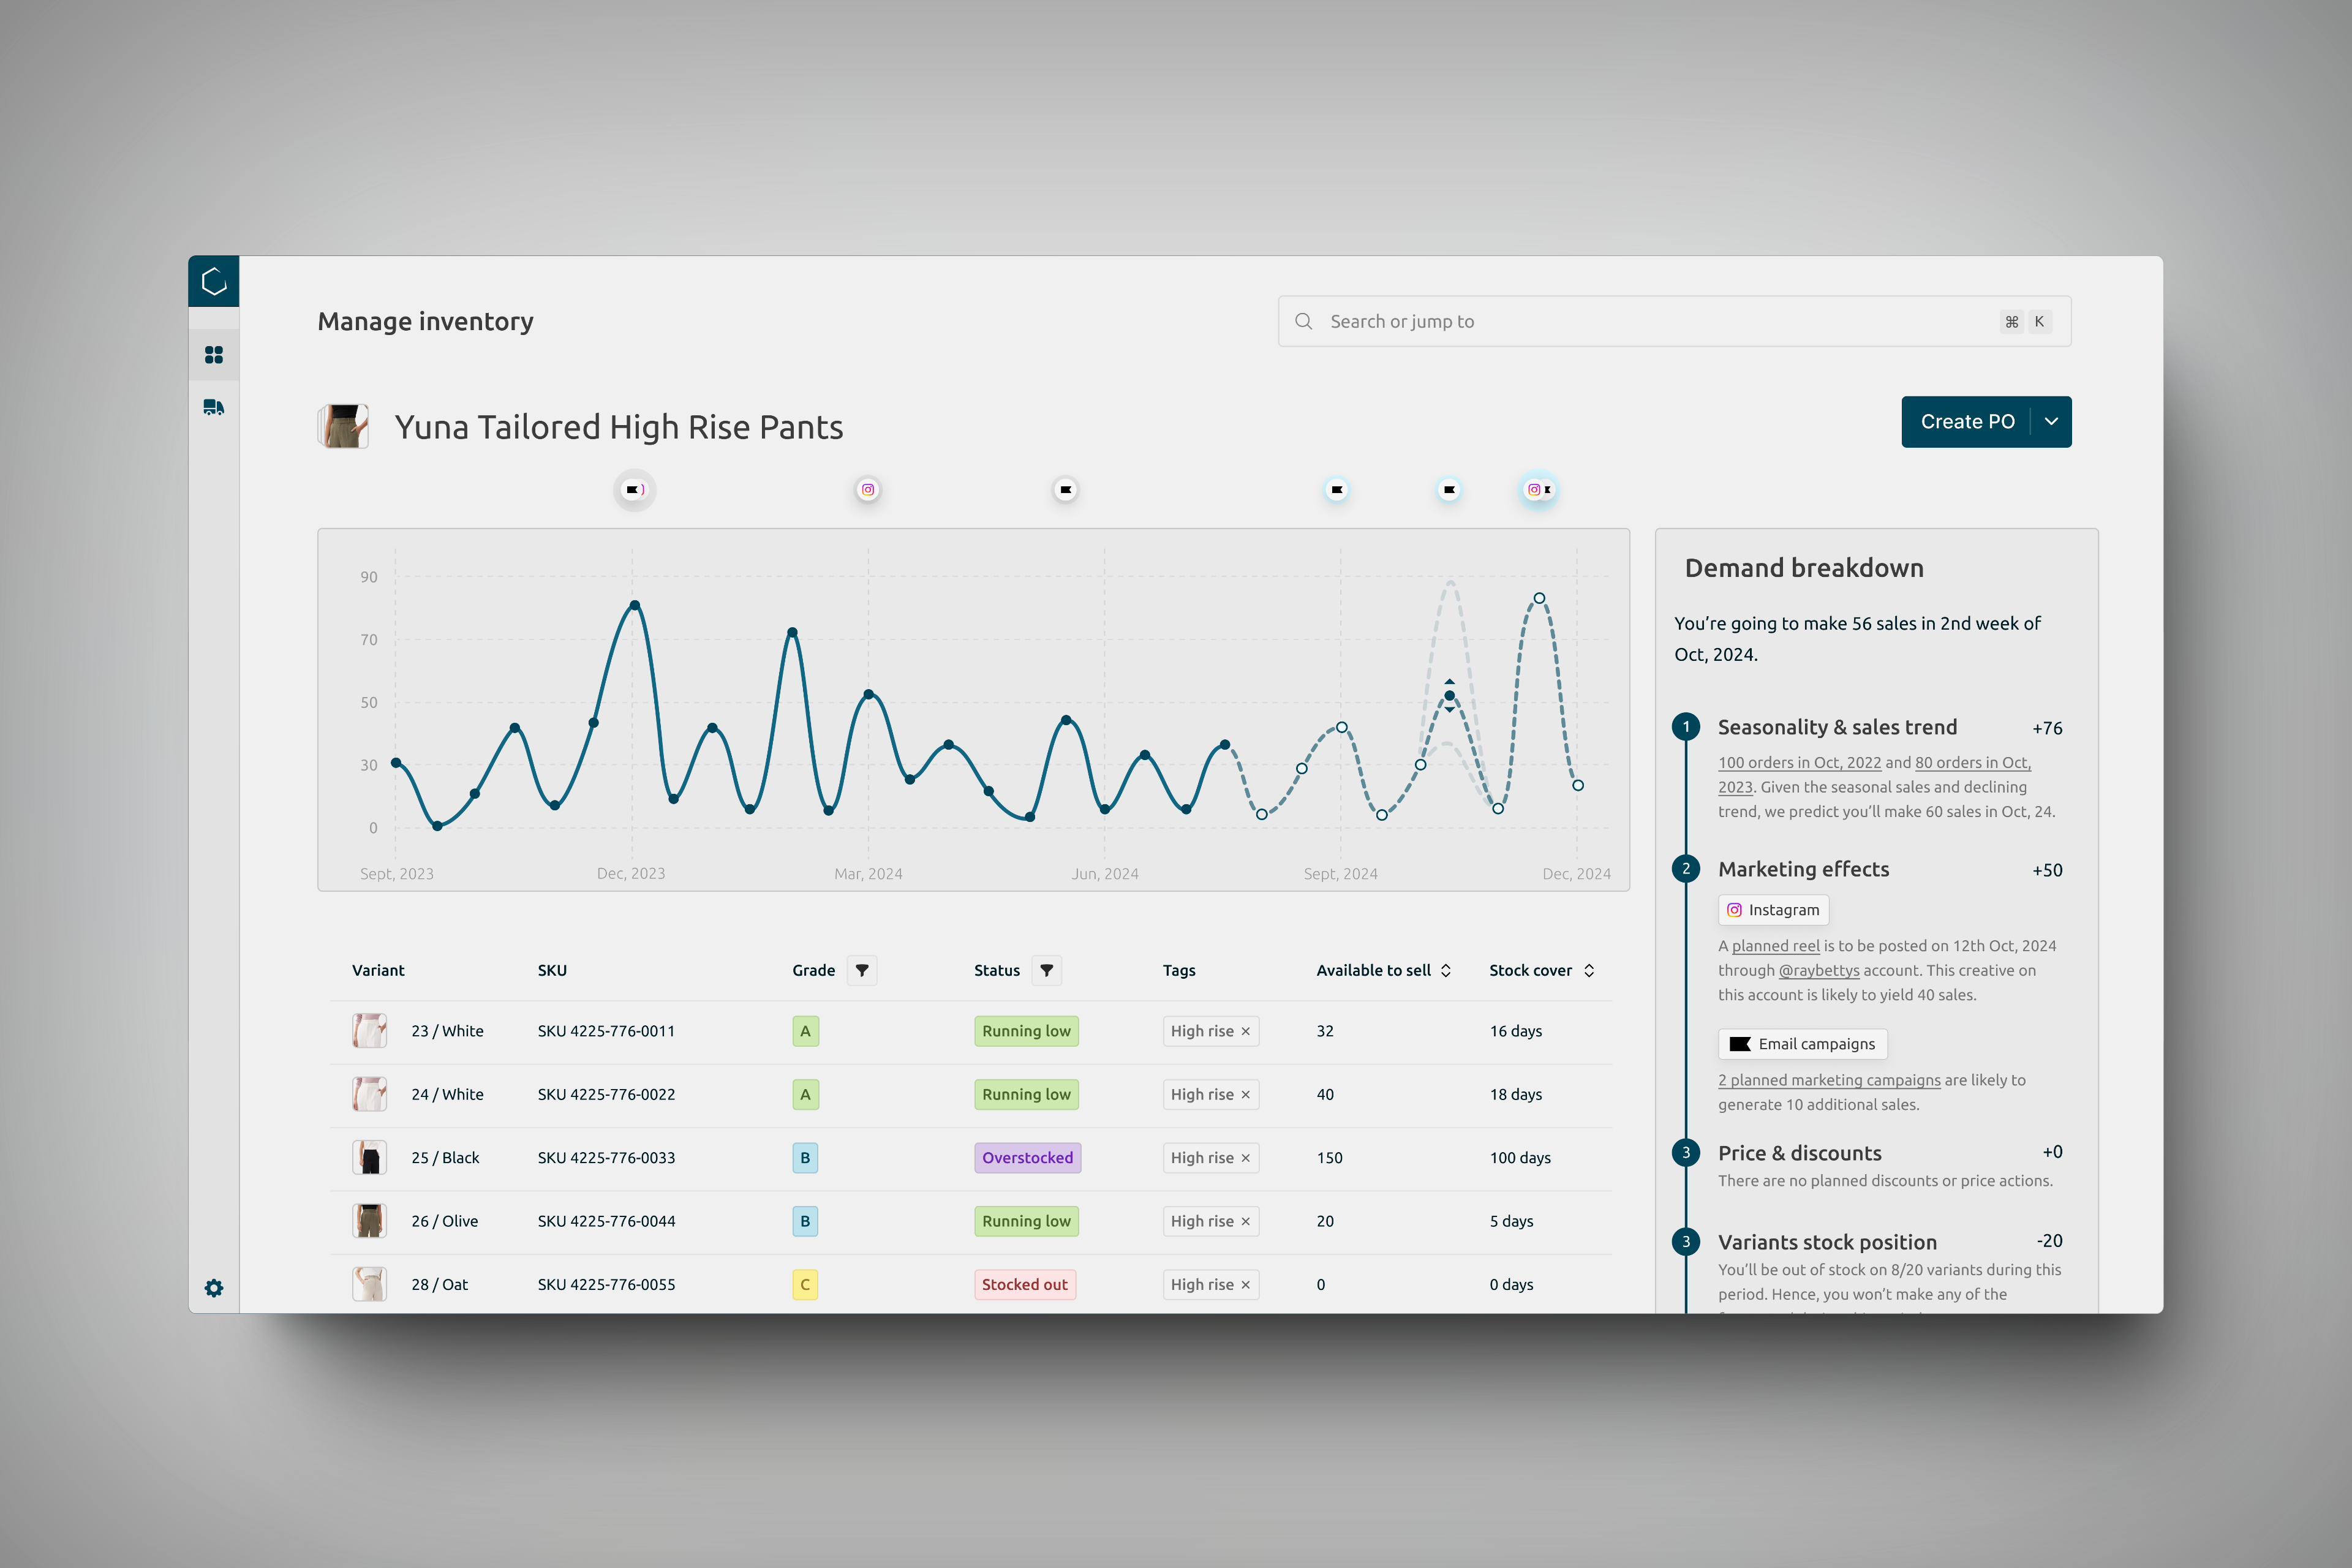 Manage inventory
Search or jump to
⌘ K
Yuna Tailored High Rise Pants
Create PO
90
70
50
30
0
Sept, 2023
Dec, 2023
Mar, 2024
Jun, 2024
Sept, 2024
Dec, 2024
Variant SKU Grade Status Tags Available to sell Stock cover
23 / White SKU 4225-776-0011 A Running low High rise × 32 16 days
24 / White SKU 4225-776-0022 A Running low High rise × 40 18 days
25 / Black SKU 4225-776-0033 B Overstocked High rise × 150 100 days
26 / Olive SKU 4225-776-0044 B Running low High rise × 20 5 days
28 / Oat SKU 4225-776-0055 C Stocked out High rise × 0 0 days
Demand breakdown
You're going to make 56 sales in 2nd week of
Oct, 2024.
1 Seasonality & sales trend +76
100 orders in Oct, 2022 and 80 orders in Oct,
2023. Given the seasonal sales and declining
trend, we predict you'll make 60 sales in Oct, 24.
2 Marketing effects +50
Instagram
A planned reel is to be posted on 12th Oct, 2024
through @raybettys account. This creative on
this account is likely to yield 40 sales.
Email campaigns
2 planned marketing campaigns are likely to
generate 10 additional sales.
3 Price & discounts +0
There are no planned discounts or price actions.
3 Variants stock position -20
You'll be out of stock on 8/20 variants during this
period. Hence, you won't make any of the